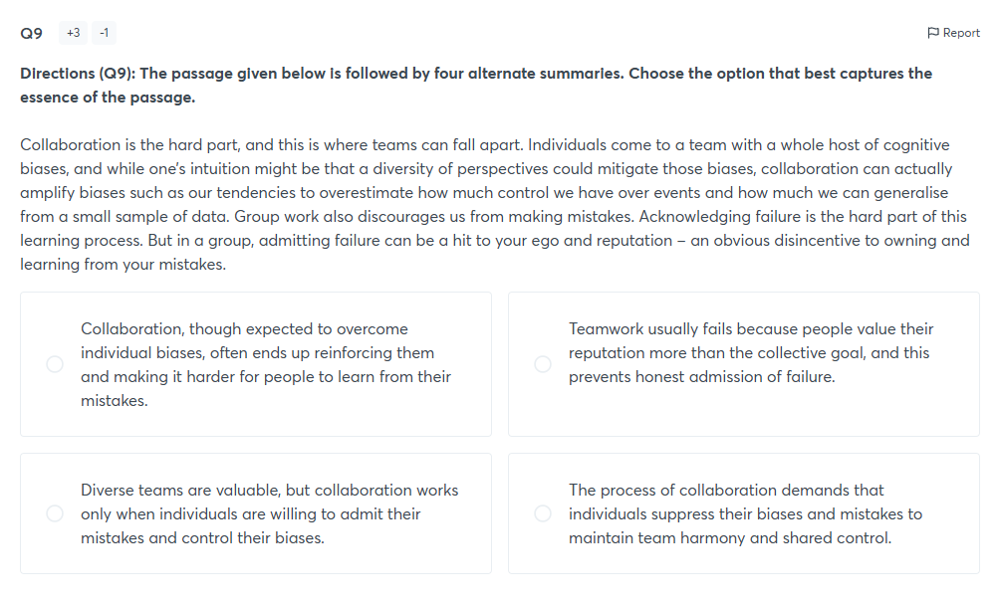 Q9 +3 -1 Report
Directions (Q9): The passage given below is followed by four alternate summaries. Choose the option that best captures the
essence of the passage.
Collaboration is the hard part, and this is where teams can fall apart. Individuals come to a team with a whole host of cognitive
biases, and while one's intuition might be that a diversity of perspectives could mitigate those biases, collaboration can actually
amplify biases such as our tendencies to overestimate how much control we have over events and how much we can generalise
from a small sample of data. Group work also discourages us from making mistakes. Acknowledging failure is the hard part of this
learning process. But in a group, admitting failure can be a hit to your ego and reputation – an obvious disincentive to owning and
learning from your mistakes.
Collaboration, though expected to overcome
individual biases, often ends up reinforcing them
and making it harder for people to learn from their
mistakes.
Teamwork usually fails because people value their
reputation more than the collective goal, and this
prevents honest admission of failure.
Diverse teams are valuable, but collaboration works
only when individuals are willing to admit their
mistakes and control their biases.
The process of collaboration demands that
individuals suppress their biases and mistakes to
maintain team harmony and shared control.